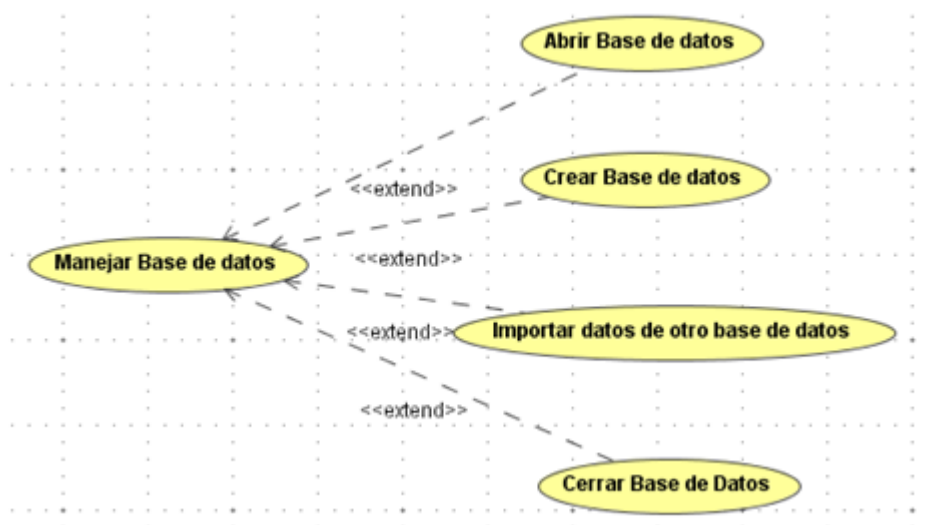 Abrir Base de datos
<<extend>>
Crear Base de datos
<<extend>>
Manejar Base de datos
<<extend>>
Importar datos de otro base de datos
<<extend>>
Cerrar Base de Datos